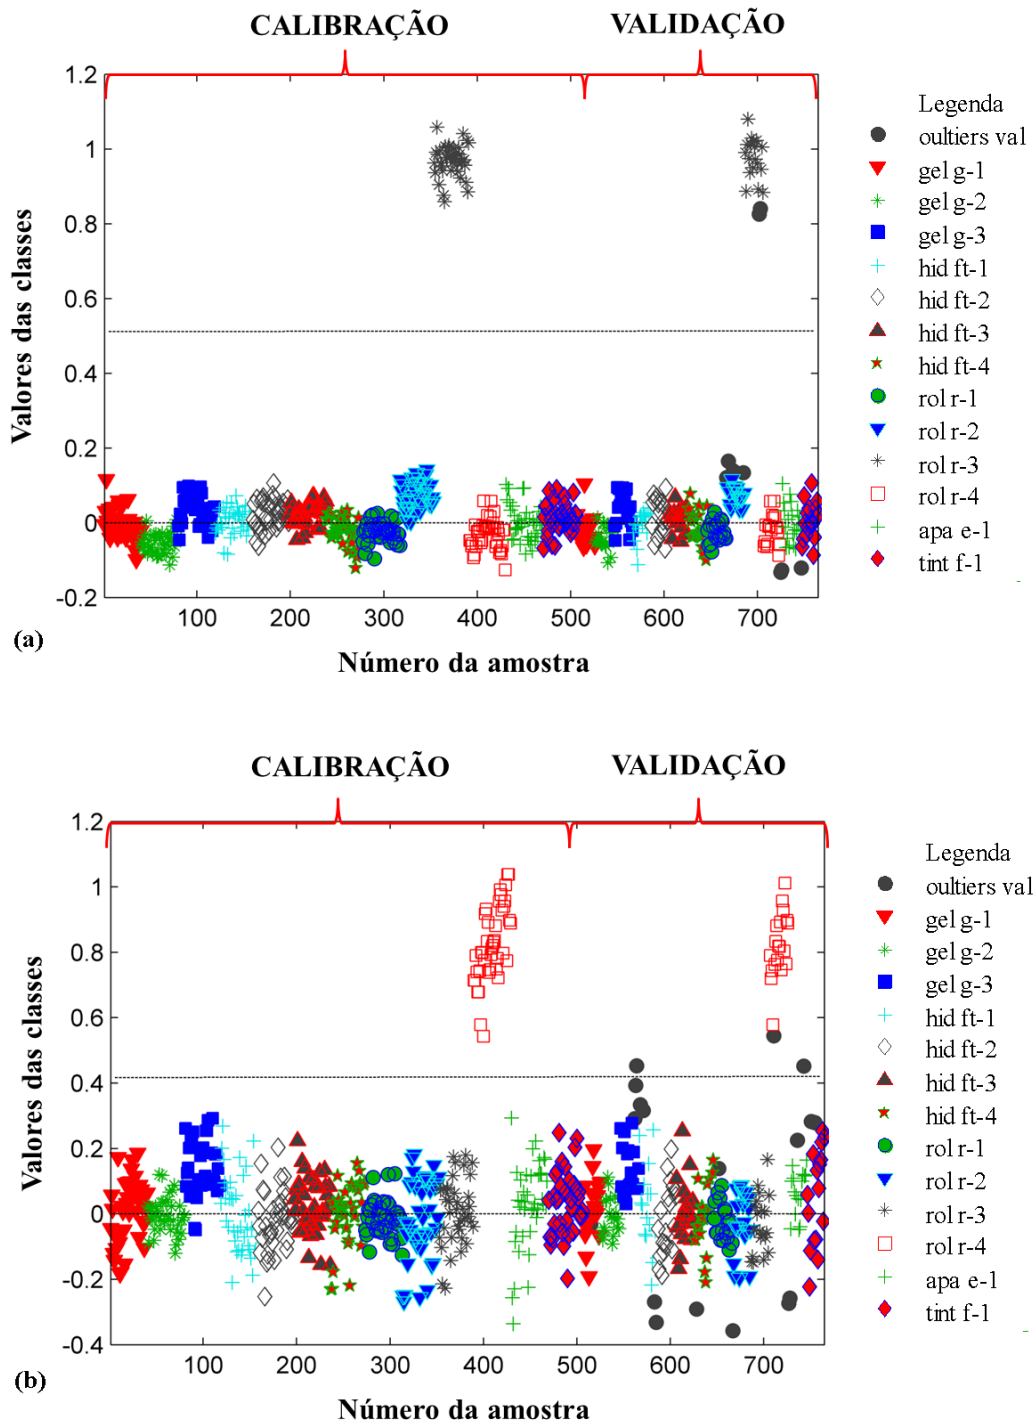 CALIBRAÇÃO VALIDAÇÃO
1.2
1
0.8
0.6
0.4
0.2
0
-0.2
Valores das classes
100 200 300 400 500 600 700
Número da amostra
(a)
Legenda
oultiers val
gel g-1
gel g-2
gel g-3
hid ft-1
hid ft-2
hid ft-3
hid ft-4
rol r-1
rol r-2
rol r-3
rol r-4
apa e-1
tint f-1
CALIBRAÇÃO VALIDAÇÃO
1.2
1
0.8
0.6
0.4
0.2
0
-0.2
-0.4
Valores das classes
100 200 300 400 500 600 700
Número da amostra
(b)
Legenda
oultiers val
gel g-1
gel g-2
gel g-3
hid ft-1
hid ft-2
hid ft-3
hid ft-4
rol r-1
rol r-2
rol r-3
rol r-4
apa e-1
tint f-1